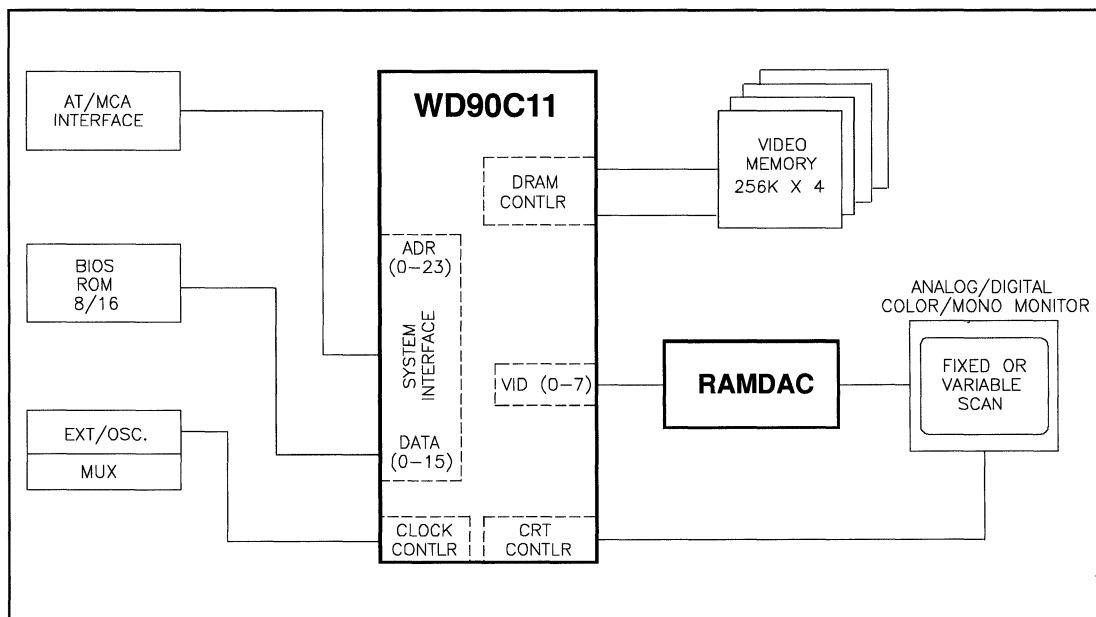 AT/MCA
INTERFACE
BIOS
ROM
8/16
EXT/OSC.
MUX
WD90C11
DRAM
CONTLR
ADR
(0-23)
SYSTEM
INTERFACE
VID (0-7)
DATA
(0-15)
CLOCK
CONTLR
CRT
CONTLR
VIDEO
MEMORY
256K X 4
RAMDAC
ANALOG/DIGITAL
COLOR/MONO MONITOR
FIXED OR
VARIABLE
SCAN